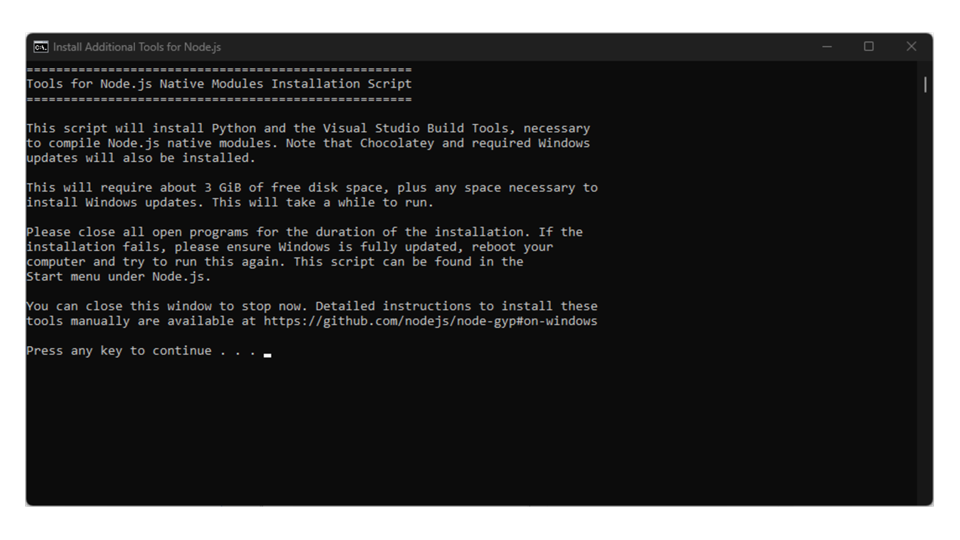 Install Additional Tools for Node.js
====================================================
Tools for Node.js Native Modules Installation Script
====================================================
This script will install Python and the Visual Studio Build Tools, necessary
to compile Node.js native modules. Note that Chocolatey and required Windows
updates will also be installed.
This will require about 3 GiB of free disk space, plus any space necessary to
install Windows updates. This will take a while to run.
Please close all open programs for the duration of the installation. If the
installation fails, please ensure Windows is fully updated, reboot your
computer and try to run this again. This script can be found in the
Start menu under Node.js.
You can close this window to stop now. Detailed instructions to install these
tools manually are available at https://github.com/nodejs/node-gyp#on-windows
Press any key to continue . . .